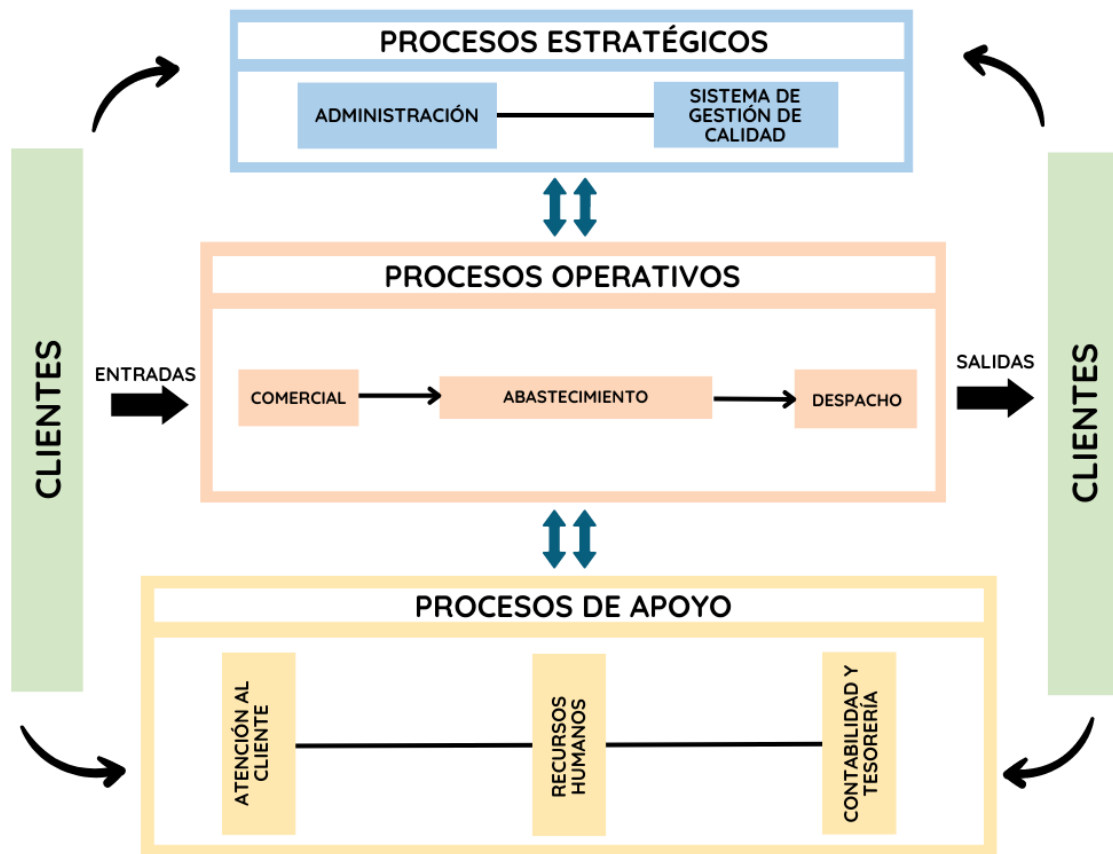 PROCESOS ESTRATÉGICOS
ADMINISTRACIÓN
SISTEMA DE
GESTIÓN DE
CALIDAD
CLIENTES
ENTRADAS
PROCESOS OPERATIVOS
COMERCIAL
ABASTECIMIENTO
DESPACHO
SALIDAS
CLIENTES
PROCESOS DE APOYO
ATENCIÓN AL
CLIENTE
RECURSOS
HUMANOS
CONTABILIDAD Y
TESORERÍA